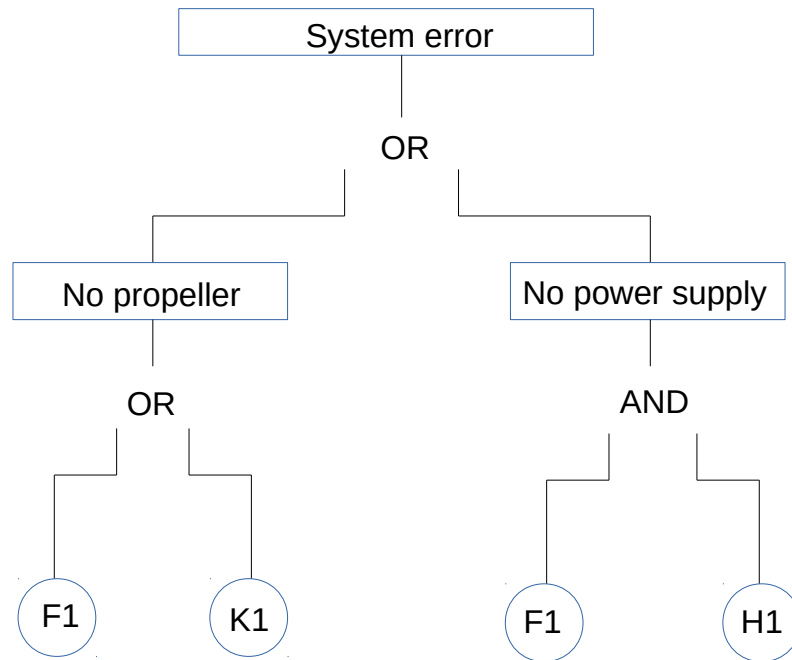 System error
OR
No propeller
No power supply
OR
AND
F1
K1
F1
H1